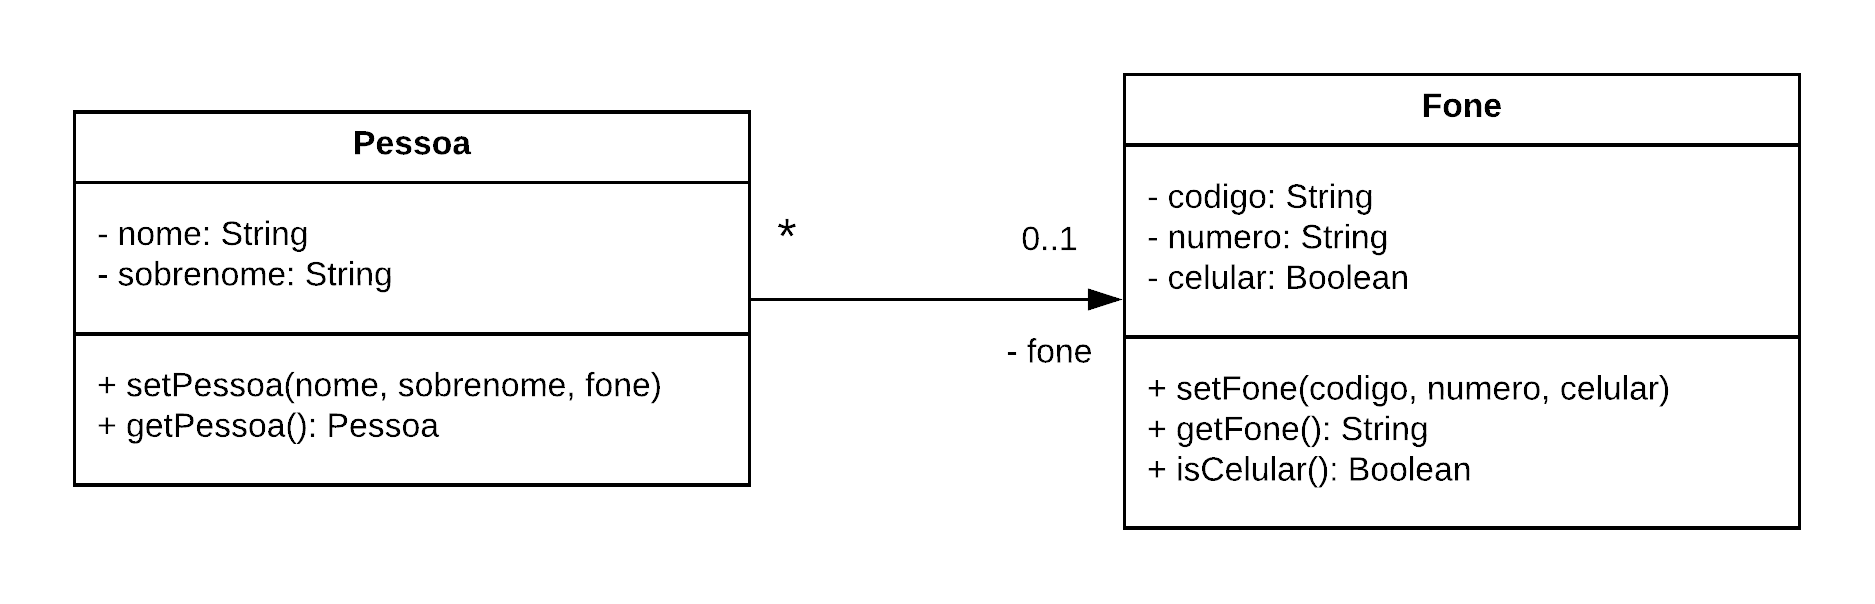 Pessoa
- nome: String
- sobrenome: String
+ setPessoa(nome, sobrenome, fone)
+ getPessoa(): Pessoa
*
0..1
- fone
Fone
- codigo: String
- numero: String
- celular: Boolean
+ setFone(codigo, numero, celular)
+ getFone(): String
+ isCelular(): Boolean